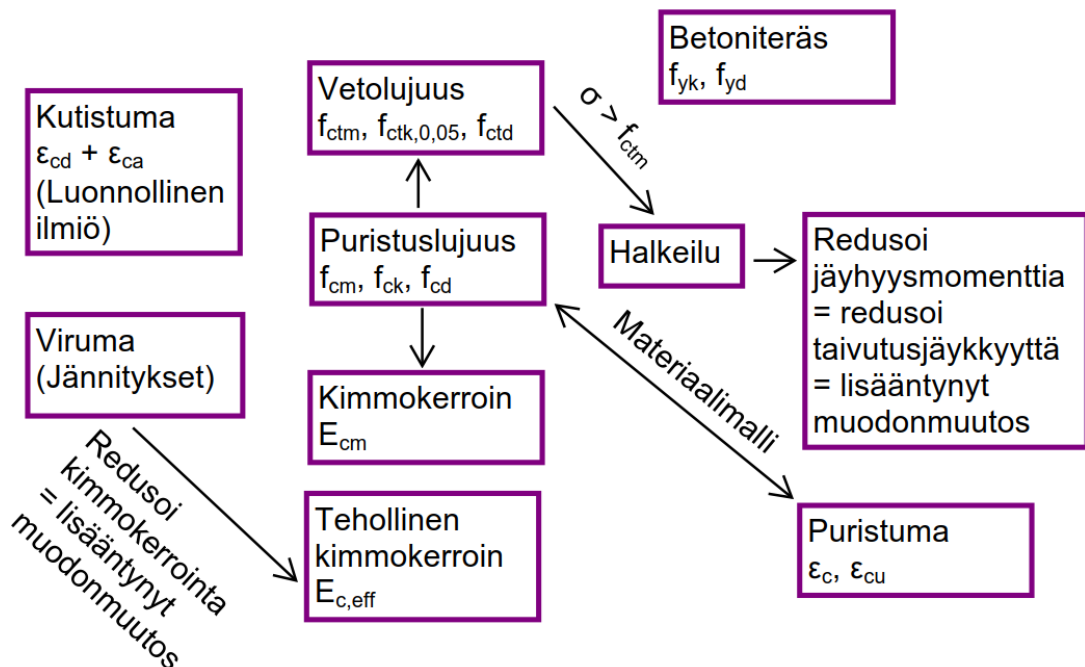 Betoniteräs
f_yk, f_yd
Vetolujuus
f_ctm, f_ctk,0,05, f_ctd
σ > f_ctm
Kutistuma
ε_cd + ε_ca
(Luonnollinen
ilmiö)
Puristuslujuus
f_cm, f_ck, f_cd
Halkeilu
Redusoi
jäyhyysmomenttia
= redusoi
taivutusjäykkyyttä
= lisääntynyt
muodonmuutos
Viruma
(Jännitykset)
Materiaalimalli
Kimmokerroin
E_cm
Redusoi
kimmokerrointa
= lisääntynyt
muodonmuutos
Tehollinen
kimmokerroin
E_c,eff
Puristuma
ε_c, ε_cu